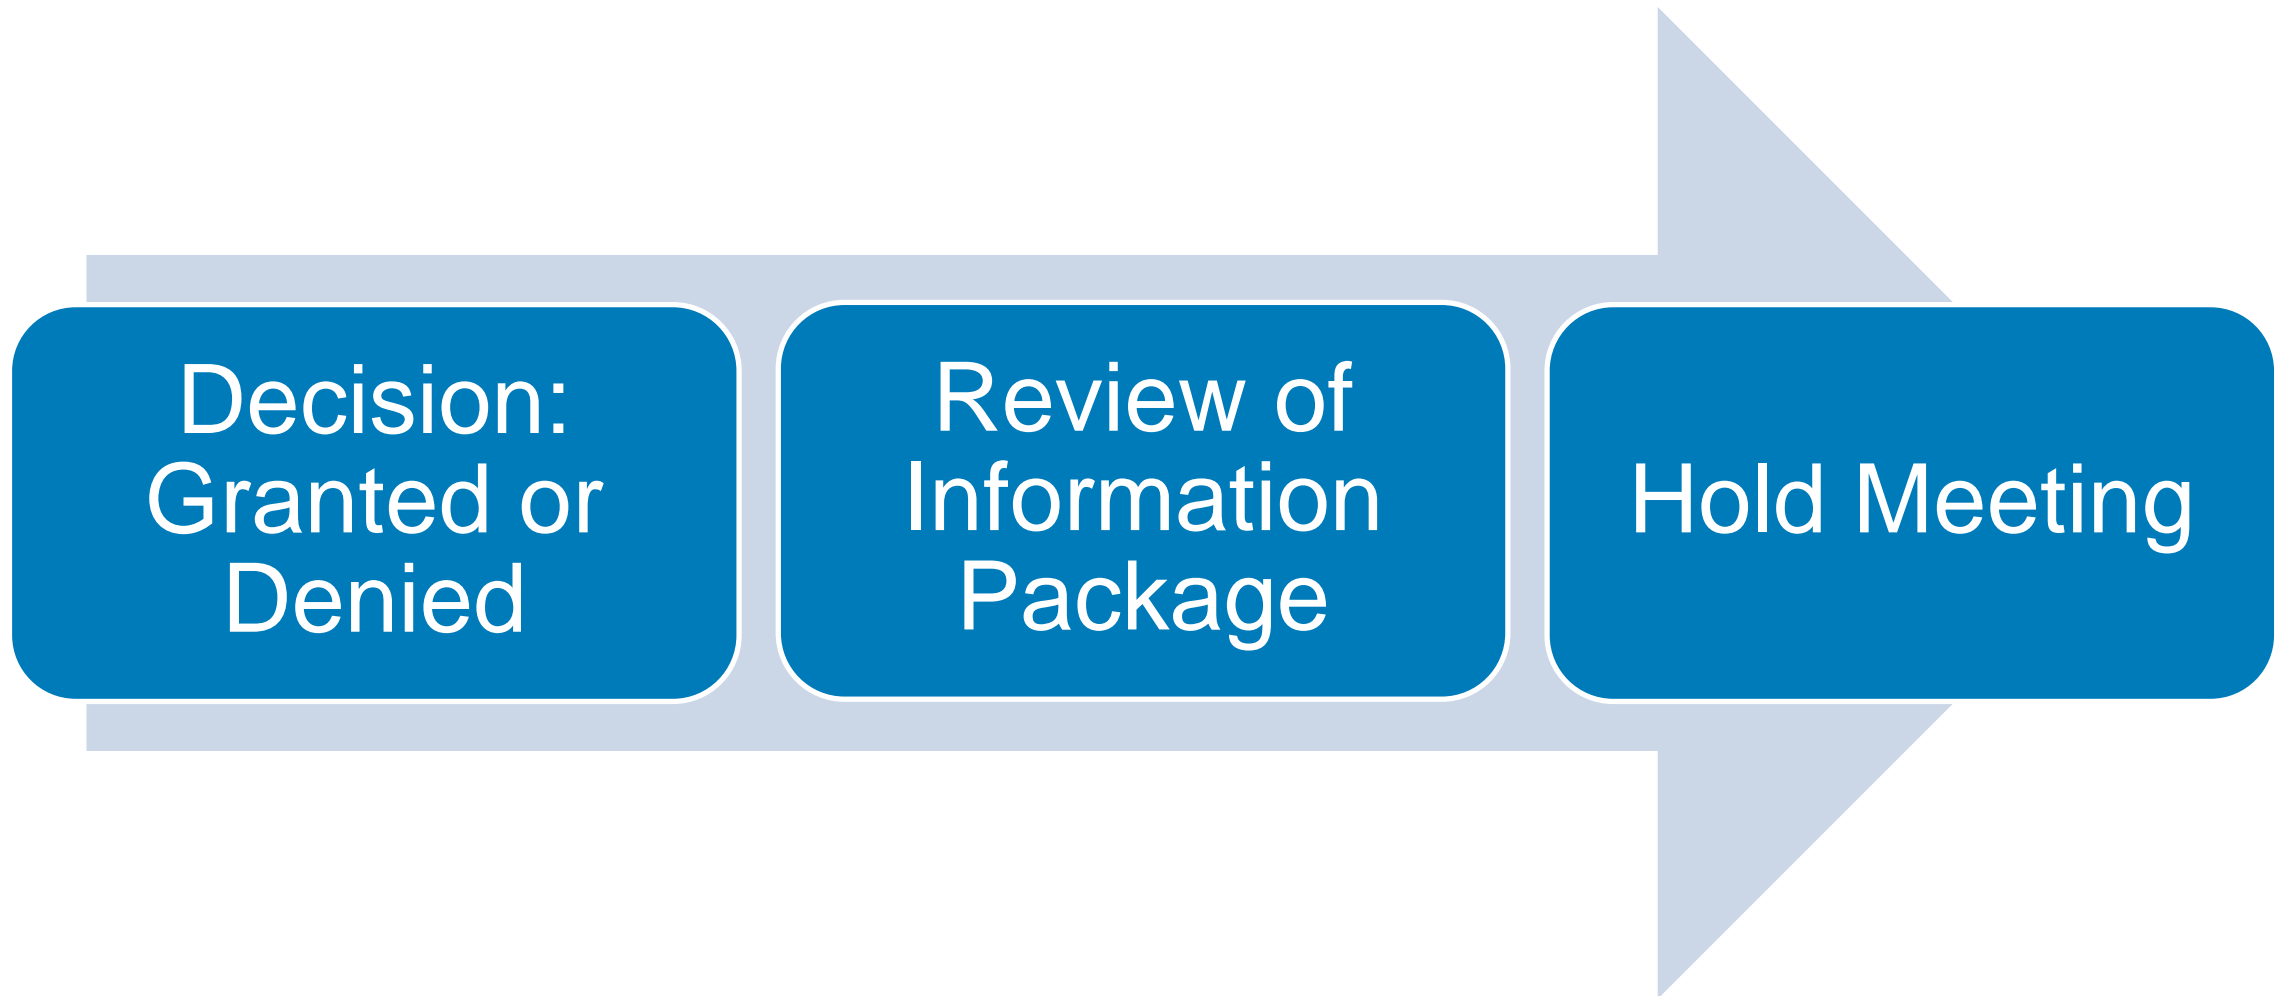 Decision:
Granted or
Denied
Review of
Information
Package
Hold Meeting